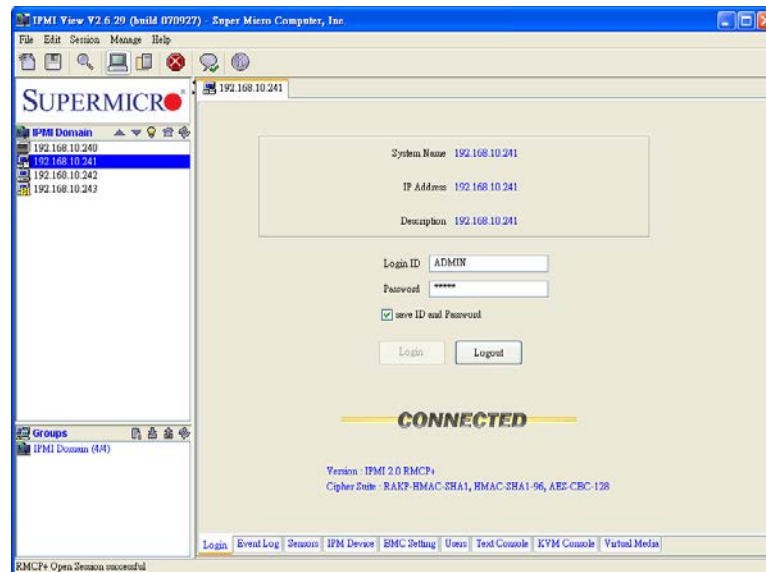 IPMI View V2.6.29 (build 070927) - Super Micro Computer, Inc.
File Edit Session Manage Help
SUPERMICRO
192.168.10.241
IPMI Domain
192.168.10.240
192.168.10.241
192.168.10.242
192.168.10.243
System Name 192.168.10.241
IP Address 192.168.10.241
Description 192.168.10.241
Login ID ADMIN
Password *****
save ID and Password
Login Logout
CONNECTED
Groups
IPMI Domain (4/4)
Version : IPMI 2.0 RMCP+
Cipher Suite : RAKP-HMAC-SHA1, HMAC-SHA1-96, AES-CBC-128
Login Event Log Sensors IPM Device BMC Setting Users Text Console KVM Console Virtual Media
RMCP+ Open Session successful